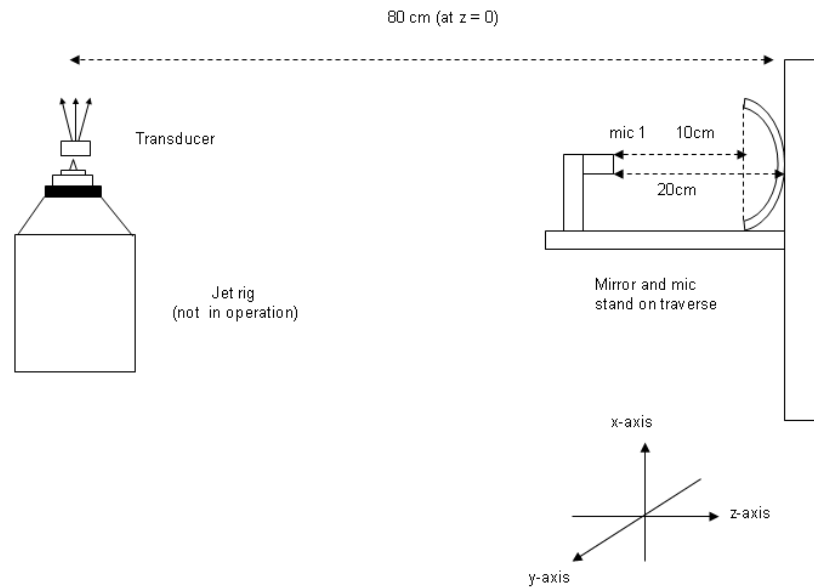 80 cm (at z = 0)
mic 1
10cm
Transducer
20cm
Jet rig
(not in operation)
Mirror and mic
stand on traverse
x-axis
z-axis
y-axis